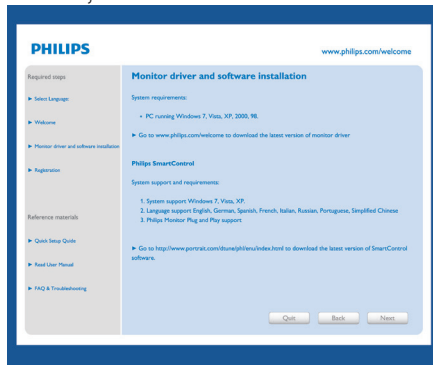 PHILIPS
www.philips.com/welcome
Required steps
► Select Language
► Welcome
► Monitor driver and software installation
► Registration
Reference materials
► Quick Setup Guide
► Read User Manual
► FAQ & Troubleshooting
Monitor driver and software installation
System requirements:
• PC running Windows 7, Vista, XP, 2000, 98.
► Go to www.philips.com/welcome to download the latest version of monitor driver
Philips SmartControl
System support and requirements:
1. System support Windows 7, Vista, XP.
2. Language support English, German, Spanish, French, Italian, Russian, Portuguese, Simplified Chinese
3. Philips Monitor Plug and Play support
► Go to http://www.portrait.com/dtune/phl/enu/index.html to download the latest version of SmartControl
software.
Quit
Back
Next